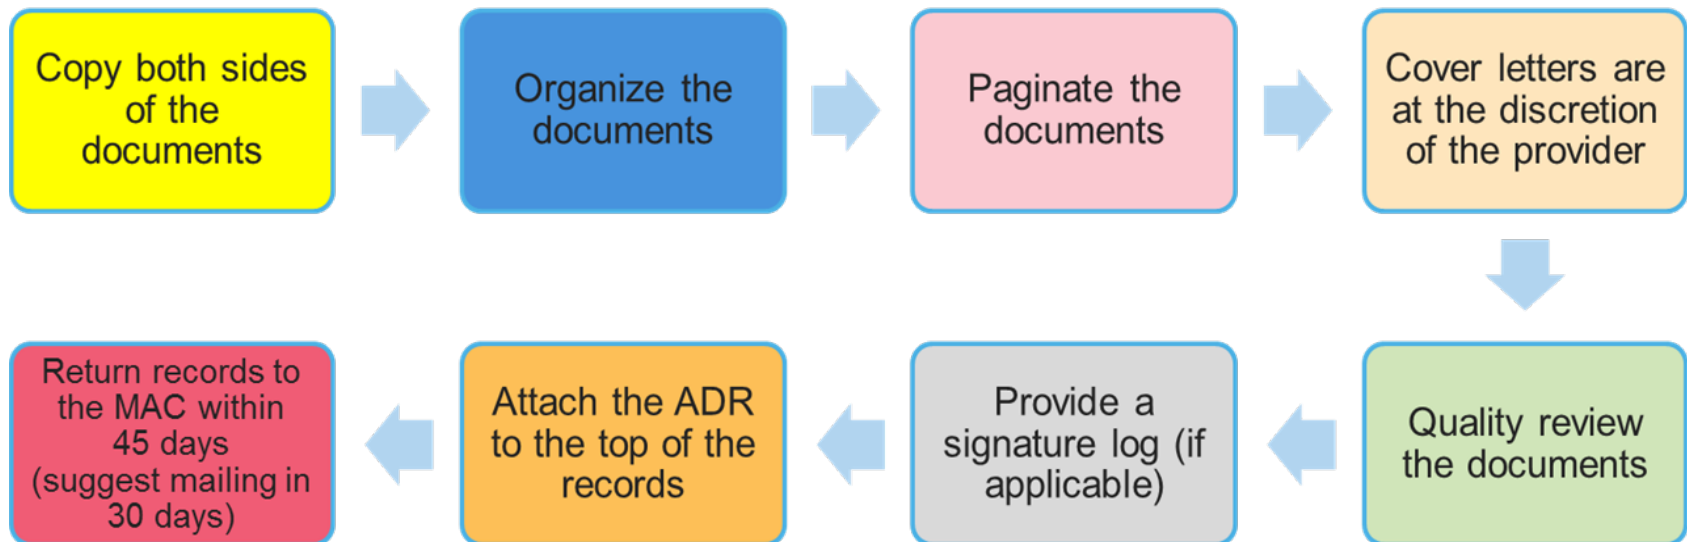 Copy both sides
of the
documents
Organize the
documents
Paginate the
documents
Cover letters are
at the discretion
of the provider
Quality review
the documents
Provide a
signature log (if
applicable)
Attach the ADR
to the top of the
records
Return records to
the MAC within
45 days
(suggest mailing in
30 days)